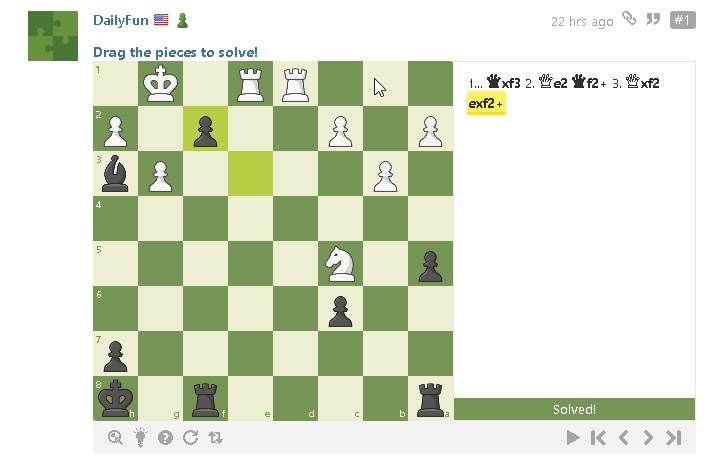 DailyFun
22 hrs ago #1
Drag the pieces to solve!
1... ♛xf3 2. ♕e2 ♛f2+ 3. ♕xf2
exf2+
1
2
3
4
5
6
7
8 h g f e d c b a
Solved!